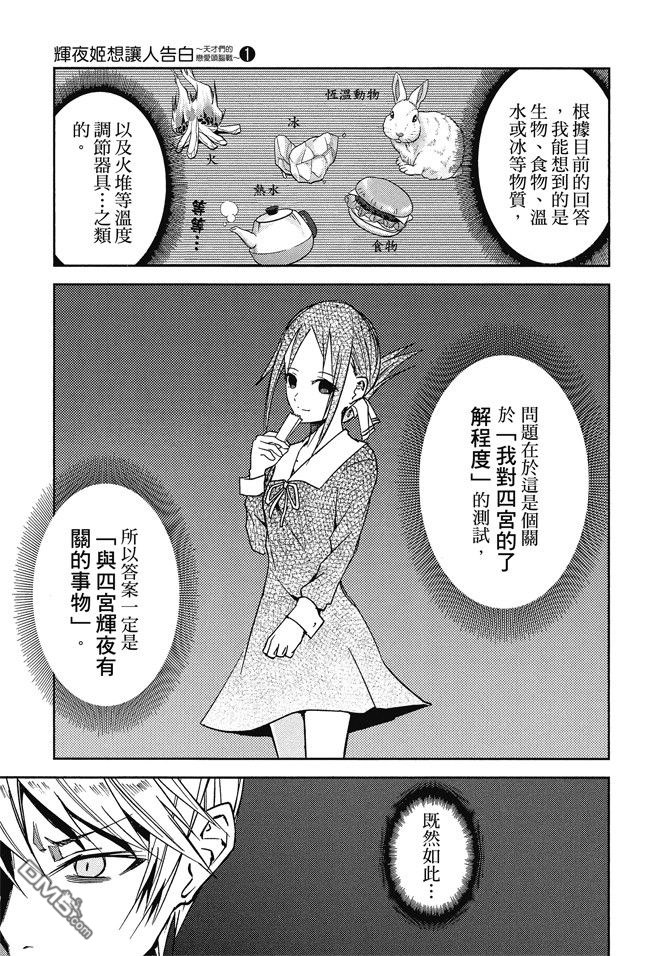 輝夜姬想讓人告白
～天才們的
戀愛頭腦戰～
1
根據目前的回答
，我能想到的是
生物、食物、溫
水或冰等物質，
恆溫動物
冰
火
熱水
食物
等等…
以及火堆等溫度
調節器具…之類
的。
問題在於這是個關
於「我對四宮的了
解程度」的測試，
所以答案一定是
「與四宮輝夜有
關的事物」。
既然如此…
DM5.com